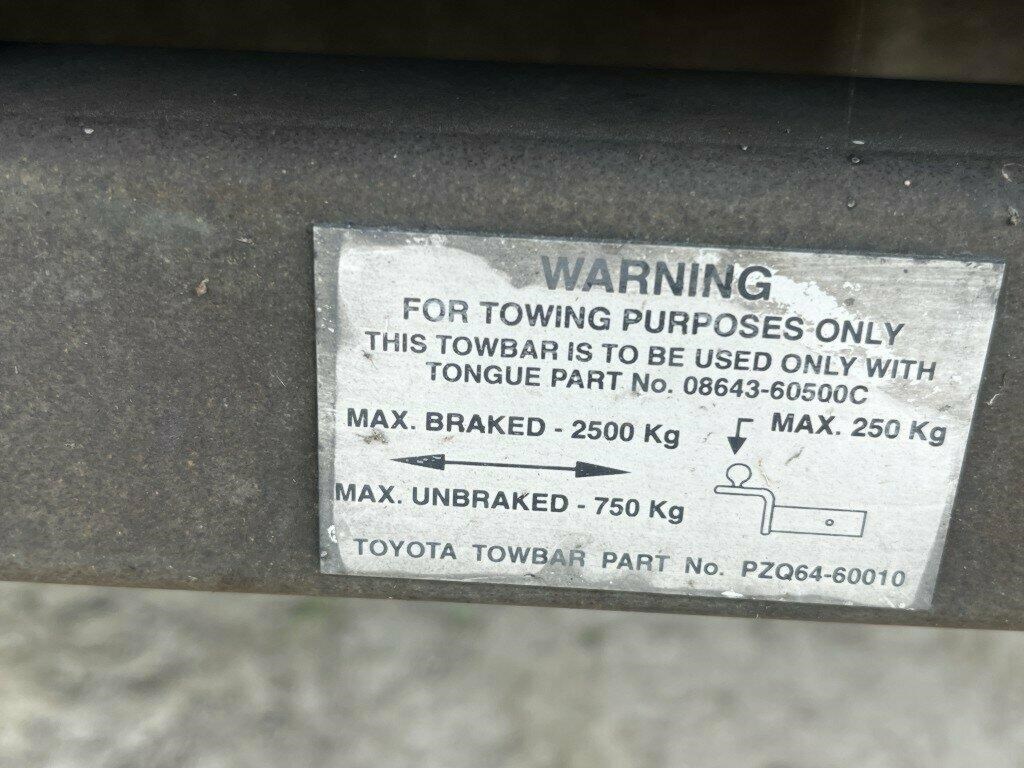 WARNING
FOR TOWING PURPOSES ONLY
THIS TOWBAR IS TO BE USED ONLY WITH
TONGUE PART No. 08643-60500C
MAX. BRAKED - 2500 Kg
MAX. 250 Kg
MAX. UNBRAKED - 750 Kg
TOYOTA TOWBAR PART No. PZQ64-60010